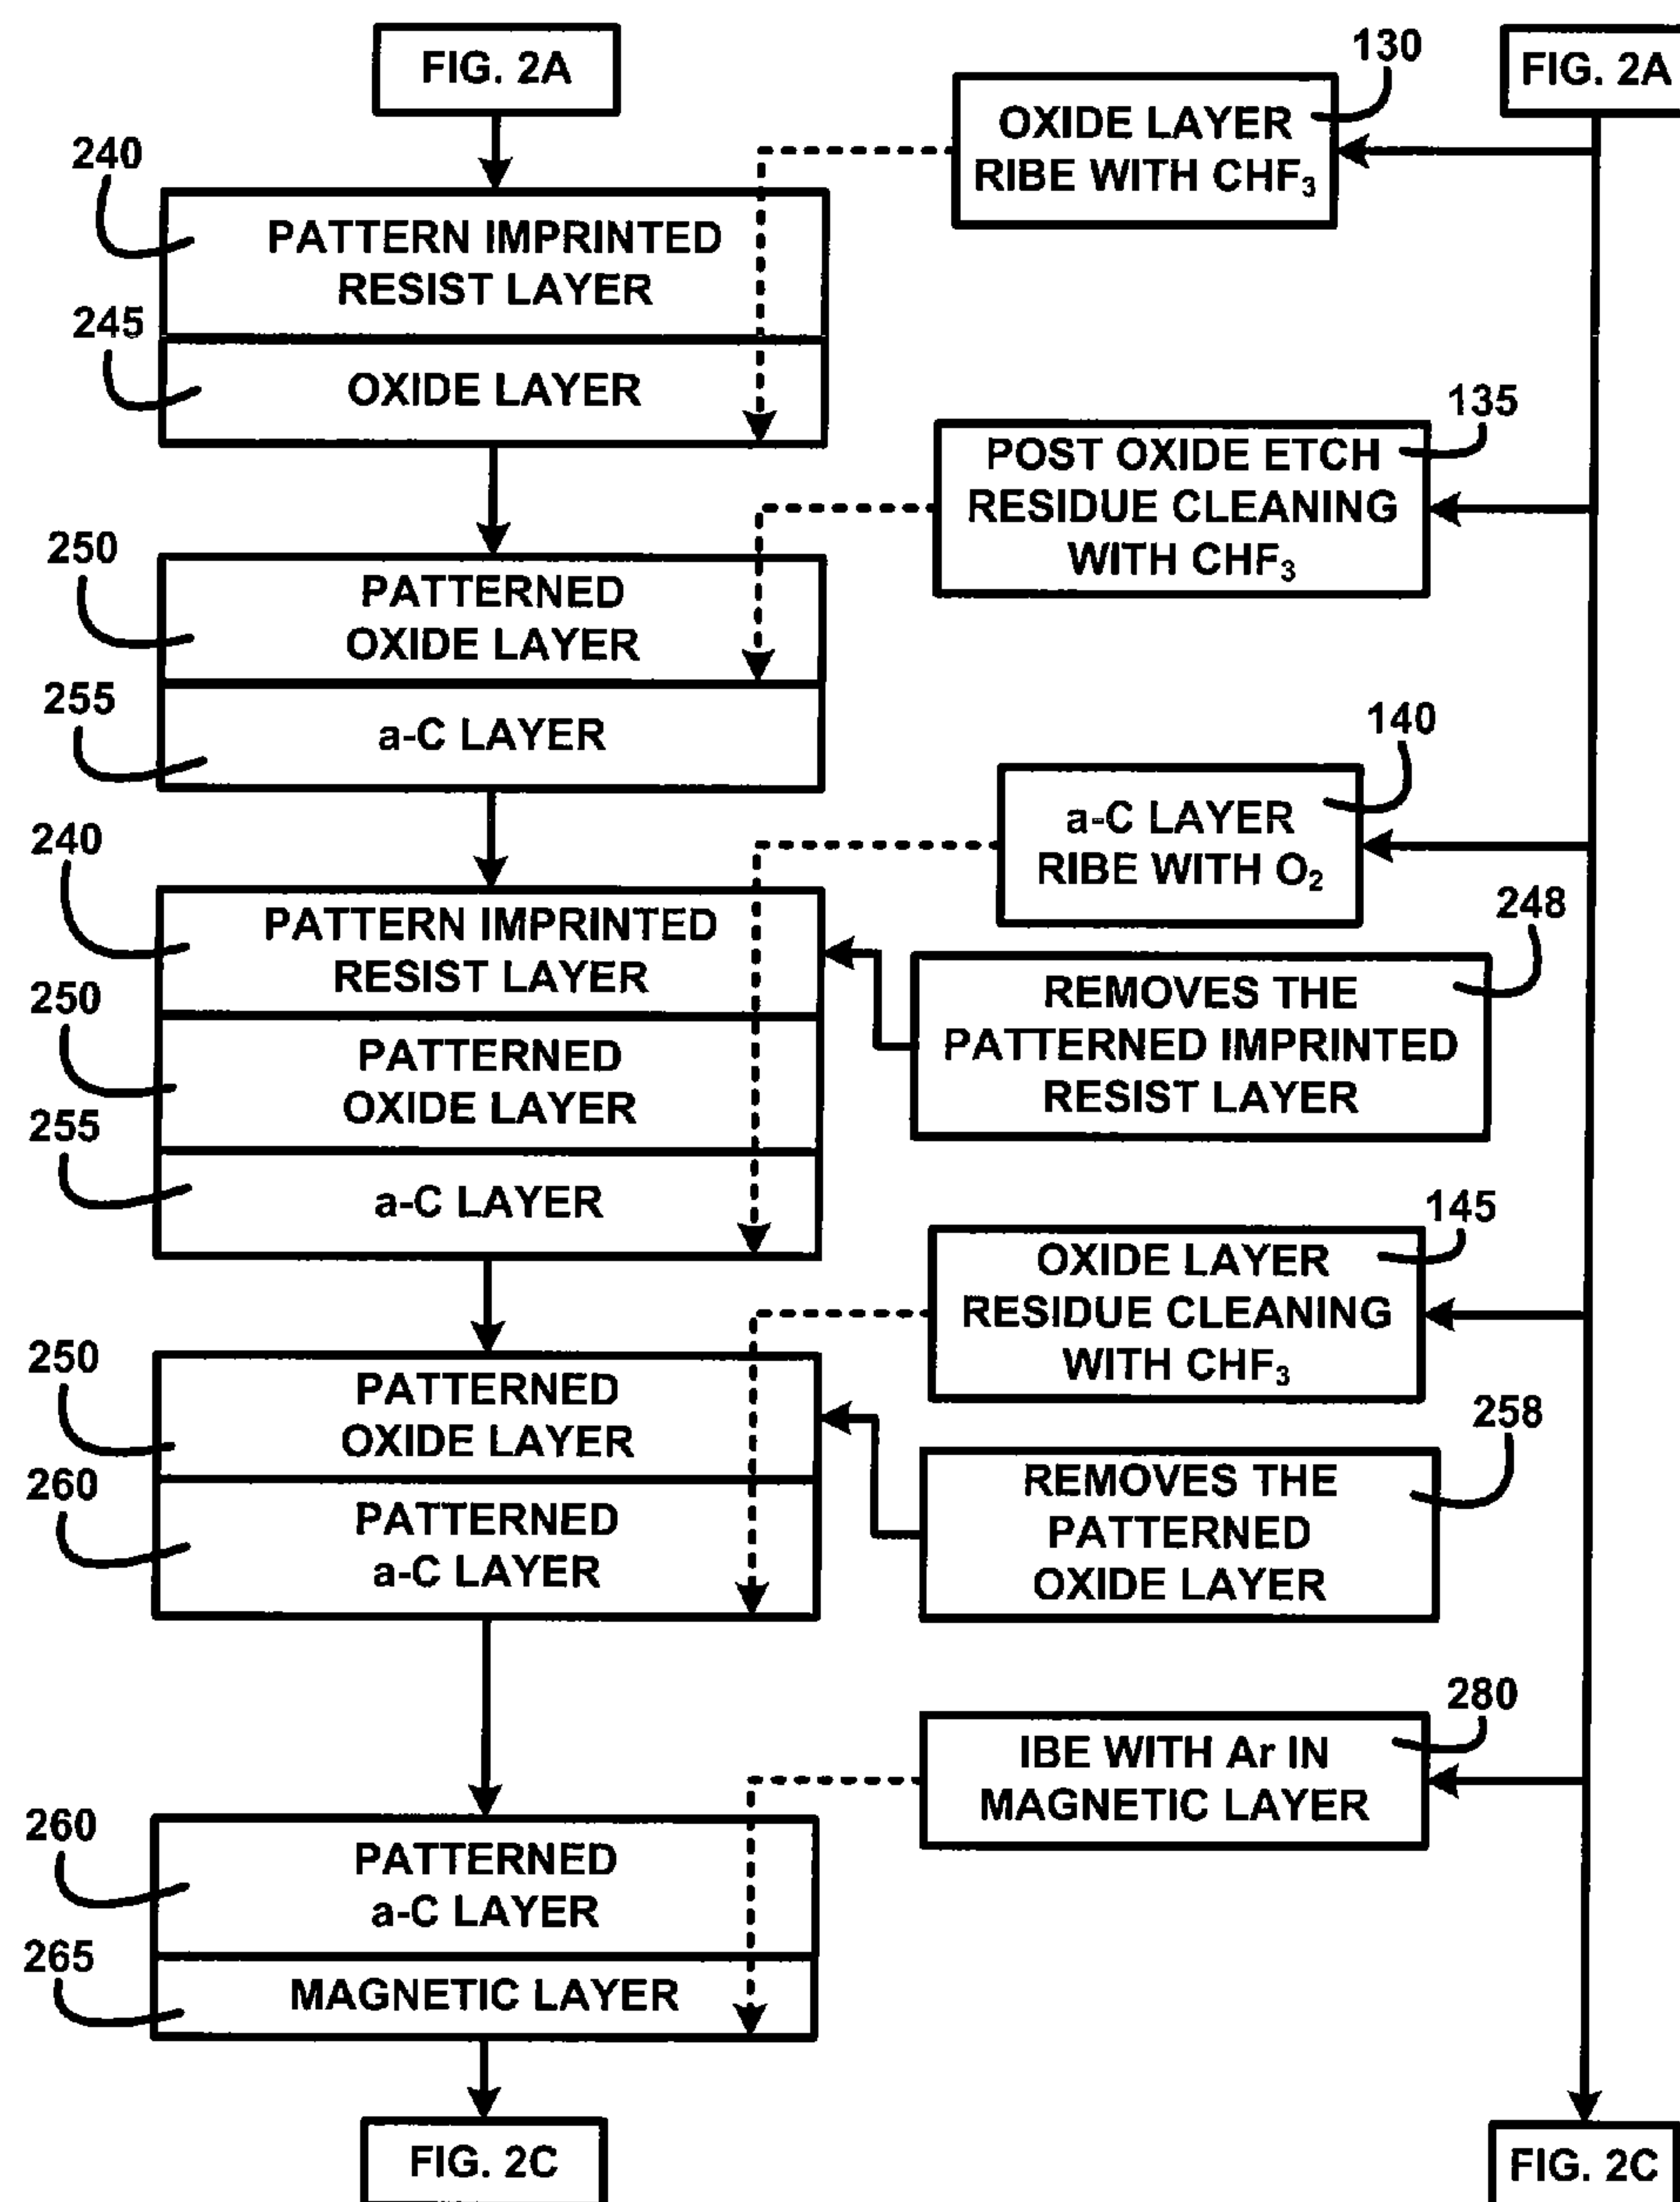 FIG. 2A
FIG. 2A
130
OXIDE LAYER
RIBE WITH CHF₃
240
PATTERN IMPRINTED
RESIST LAYER
245
OXIDE LAYER
135
POST OXIDE ETCH
RESIDUE CLEANING
WITH CHF₃
250
PATTERNED
OXIDE LAYER
255
a-C LAYER
140
a-C LAYER
RIBE WITH O₂
240
PATTERN IMPRINTED
RESIST LAYER
248
REMOVES THE
PATTERNED IMPRINTED
RESIST LAYER
250
PATTERNED
OXIDE LAYER
255
a-C LAYER
145
OXIDE LAYER
RESIDUE CLEANING
WITH CHF₃
250
PATTERNED
OXIDE LAYER
258
REMOVES THE
PATTERNED
OXIDE LAYER
260
PATTERNED
a-C LAYER
280
IBE WITH Ar IN
MAGNETIC LAYER
260
PATTERNED
a-C LAYER
265
MAGNETIC LAYER
FIG. 2C
FIG. 2C